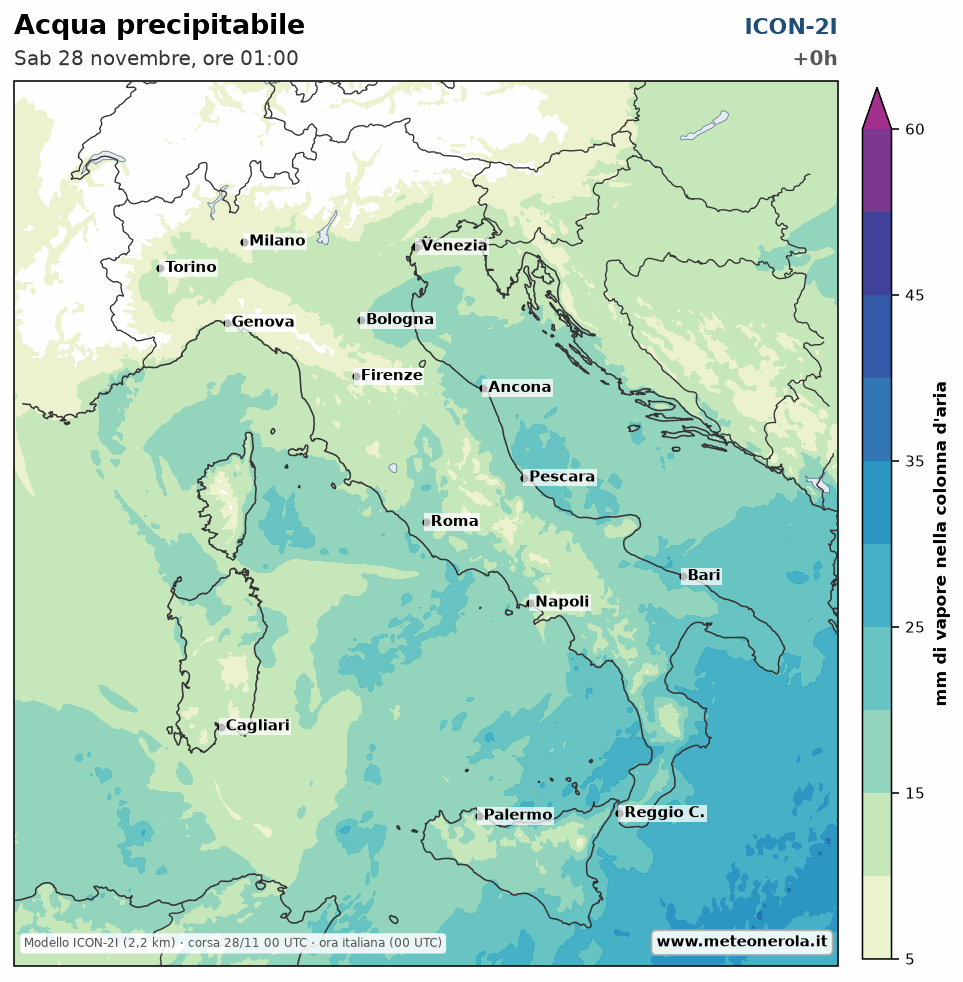 Acqua precipitabile
ICON-2I
Sab 28 novembre, ore 01:00
+0h
60
Milano
Venezia
Torino
45
Genova
Bologna
Firenze
Ancona
35
Pescara
Roma
Bari
Napoli
25
Cagliari
15
Palermo
Reggio C.
mm di vapore nella colonna d'aria
Modello ICON-2I (2,2 km) · corsa 28/11 00 UTC · ora italiana (00 UTC)
www.meteonerola.it
5